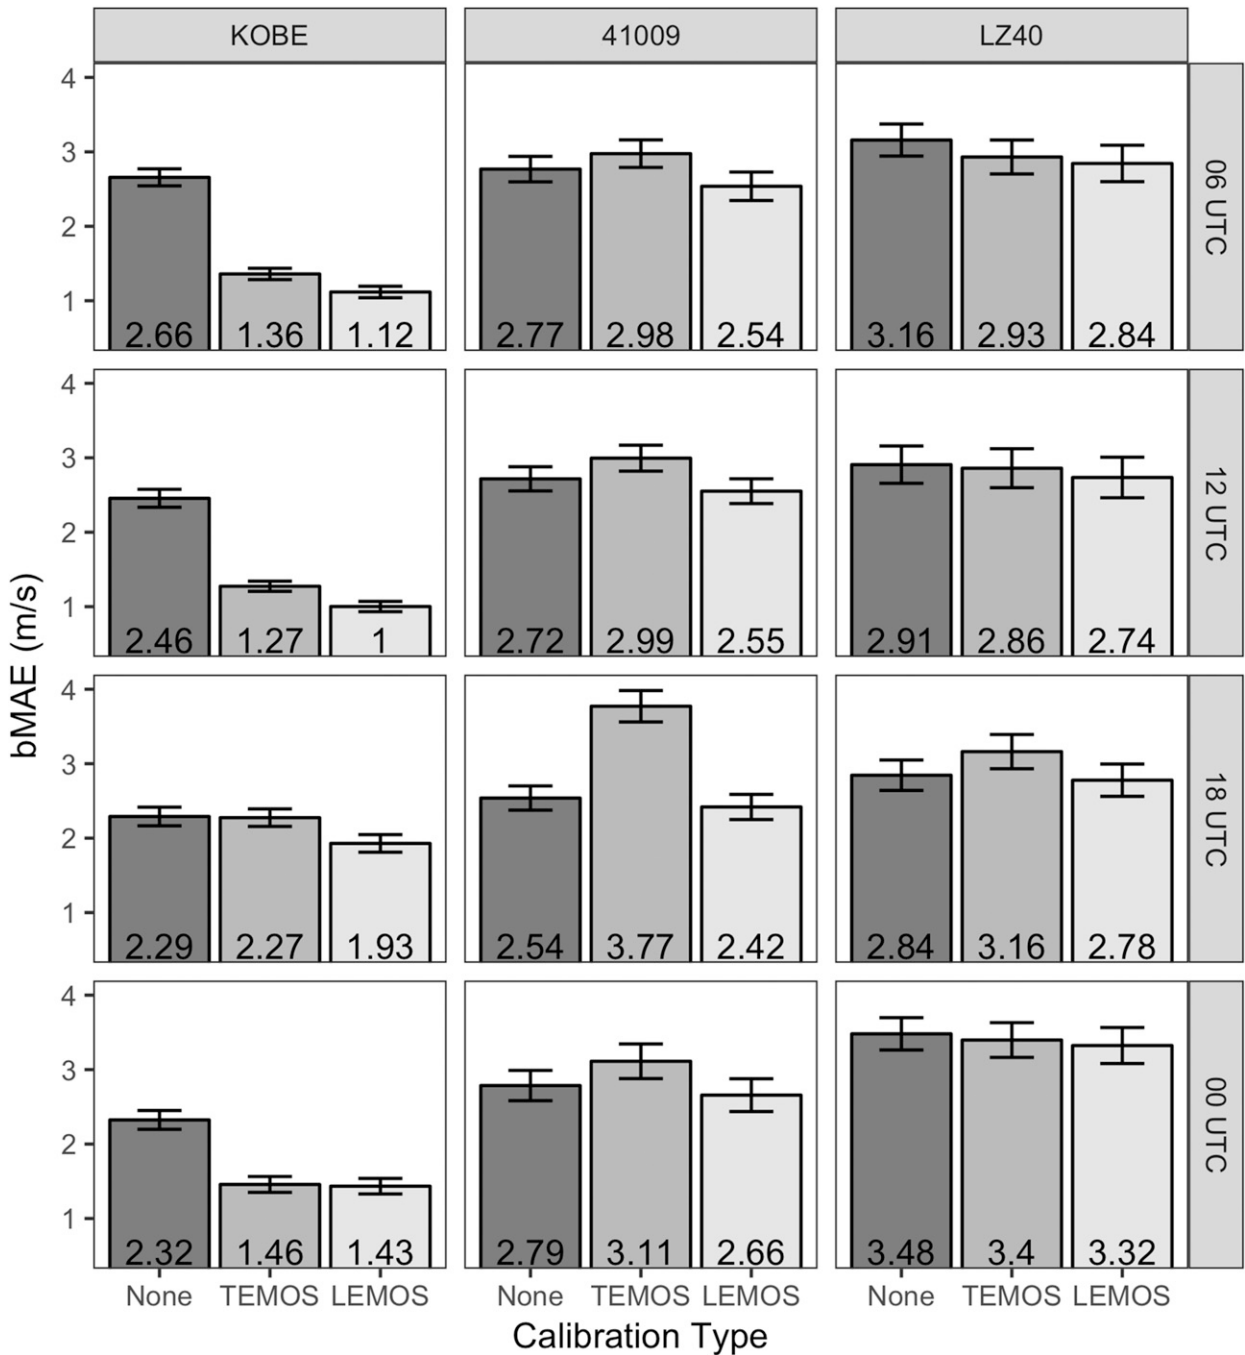 KOBE 41009 LZ40
4
3
2
1
2.66 1.36 1.12 2.77 2.98 2.54 3.16 2.93 2.84
06 UTC
4
3
2
1
2.46 1.27 1 2.72 2.99 2.55 2.91 2.86 2.74
12 UTC
bMAE (m/s)
4
3
2
1
2.29 2.27 1.93 2.54 3.77 2.42 2.84 3.16 2.78
18 UTC
4
3
2
1
2.32 1.46 1.43 2.79 3.11 2.66 3.48 3.4 3.32
00 UTC
None TEMOS LEMOS None TEMOS LEMOS None TEMOS LEMOS
Calibration Type